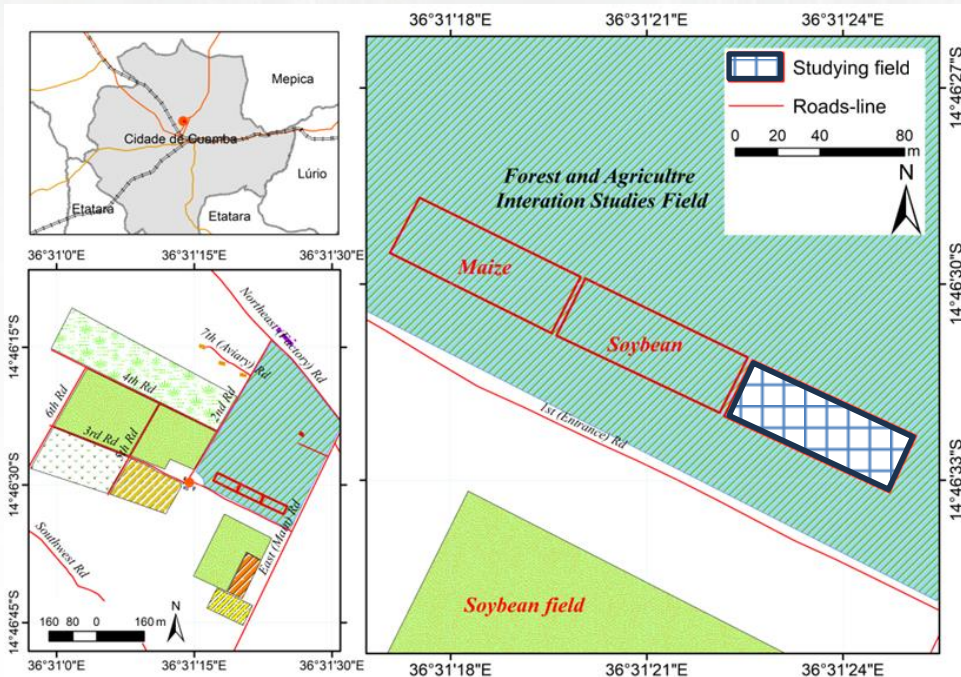 Mepica
Cidade de Cuamba
Lúrio
Etatara
Etatara
36°31'0"E
36°31'15"E
36°31'30"E
14°46'15"S
14°46'30"S
14°46'45"S
Northeast (Factory) Rd
7th (Aviary) Rd
4th Rd
2nd Rd
6th Rd
3rd Rd
5th Rd
East (Main) Rd
Southwest Rd
160 80 0 160 m
N
36°31'0"E
36°31'15"E
36°31'30"E
36°31'18"E
36°31'21"E
36°31'24"E
Studying field
Roads-line
0 20 40 80
m
N
Forest and Agricultre
Interation Studies Field
Maize
Soybean
1st (Entrance) Rd
Soybean field
14°46'27"S
14°46'30"S
14°46'33"S
36°31'18"E
36°31'21"E
36°31'24"E